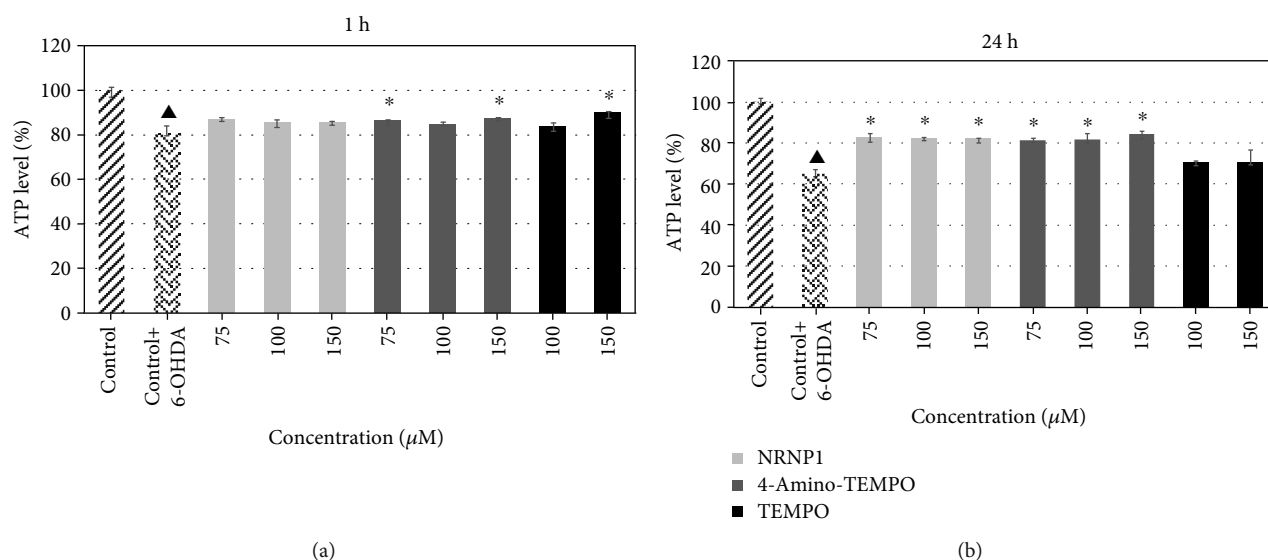 1 h
120
100
80
60
40
20
0
ATP level (%)
▲
*
*
*
Control
Control+
6-OHDA
75
100
150
75
100
150
100
150
Concentration (μM)
(a)
24 h
120
100
80
60
40
20
0
ATP level (%)
▲
*
*
*
*
*
*
Control
Control+
6-OHDA
75
100
150
75
100
150
100
150
Concentration (μM)
NRNP1
4-Amino-TEMPO
TEMPO
(b)